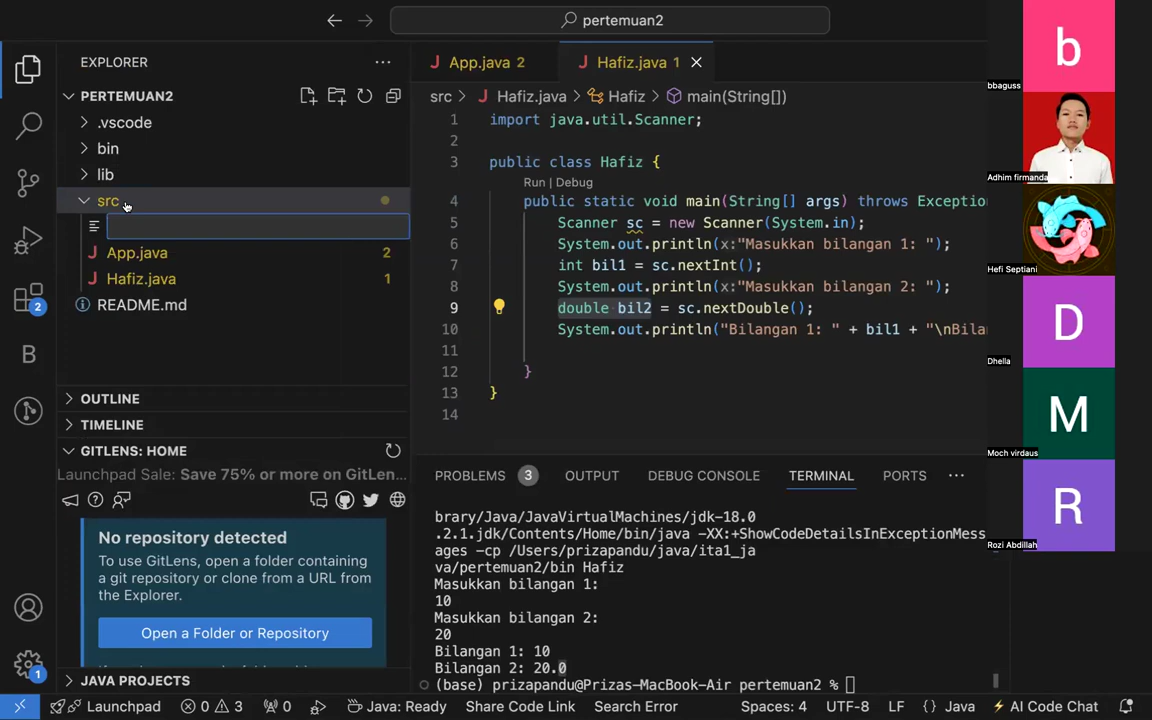 pertemuan2
EXPLORER
PERTEMUAN2
.vscode
bin
lib
src
App.java 2
Hafiz.java 1
README.md
OUTLINE
TIMELINE
GITLENS: HOME
Launchpad Sale: Save 75% or more on GitLen...
No repository detected
To use GitLens, open a folder containing
a git repository or clone from a URL from
the Explorer.
Open a Folder or Repository
JAVA PROJECTS
App.java 2
Hafiz.java 1
src > Hafiz.java > Hafiz > main(String[])
1 import java.util.Scanner;
2
3 public class Hafiz {
Run | Debug
4 public static void main(String[] args) throws Exception
5 Scanner sc = new Scanner(System.in);
6 System.out.println(x:"Masukkan bilangan 1: ");
7 int bil1 = sc.nextInt();
8 System.out.println(x:"Masukkan bilangan 2: ");
9 double bil2 = sc.nextDouble();
10 System.out.println("Bilangan 1: " + bil1 + "\nBila
11
12 }
13 }
14
PROBLEMS 3 OUTPUT DEBUG CONSOLE TERMINAL PORTS
brary/Java/JavaVirtualMachines/jdk-18.0
.2.1.jdk/Contents/Home/bin/java -XX:+ShowCodeDetailsInExceptionMess
ages -cp /Users/prizapandu/java/ita1_ja
va/pertemuan2/bin Hafiz
Masukkan bilangan 1:
10
Masukkan bilangan 2:
20
Bilangan 1: 10
Bilangan 2: 20.0
(base) prizapandu@Prizas-MacBook-Air pertemuan2 %
b
bbaguss
Adhim firmanda
Hefi Septiani
D
Dhella
M
Moch virdaus
R
Rozi Abdillah
B
2
1
Launchpad 0 3 0 Java: Ready Share Code Link Search Error Spaces: 4 UTF-8 LF {} Java AI Code Chat